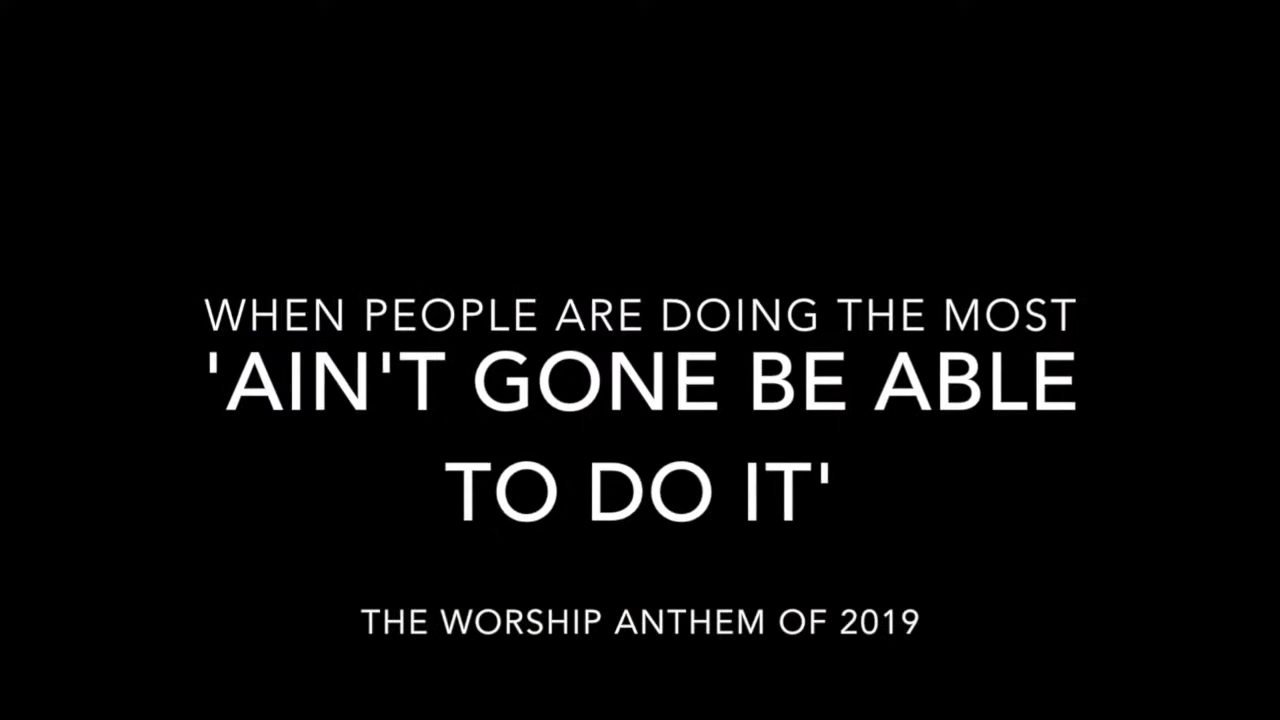 WHEN PEOPLE ARE DOING THE MOST
'AIN'T GONE BE ABLE
TO DO IT'
THE WORSHIP ANTHEM OF 2019